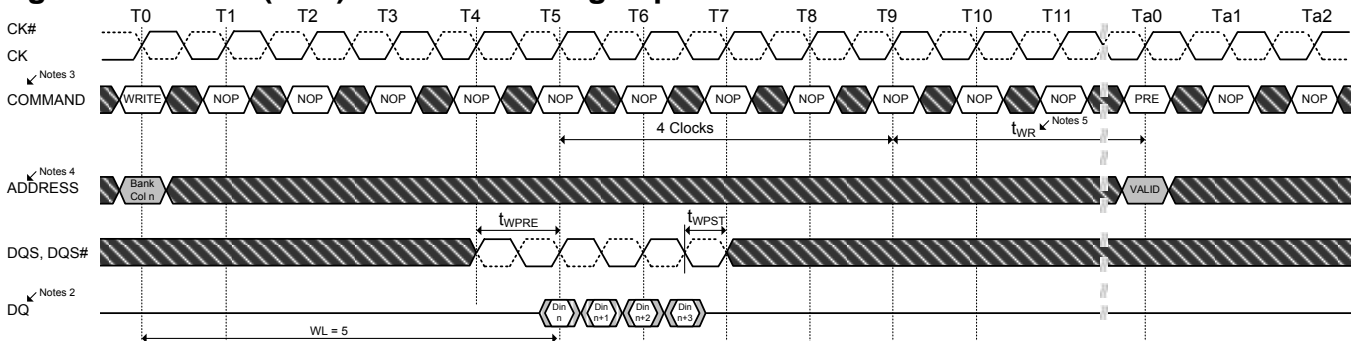 T0 T1 T2 T3 T4 T5 T6 T7 T8 T9 T10 T11 Ta0 Ta1 Ta2
CK#
CK
Notes 3
COMMAND WRITE NOP NOP NOP NOP NOP NOP NOP NOP NOP NOP NOP PRE NOP NOP
4 Clocks tWR Notes 5
Notes 4
ADDRESS Bank Col n VALID
tWPRE tWPST
DQS, DQS#
Notes 2
DQ Din n Din n+1 Din n+2 Din n+3
WL = 5